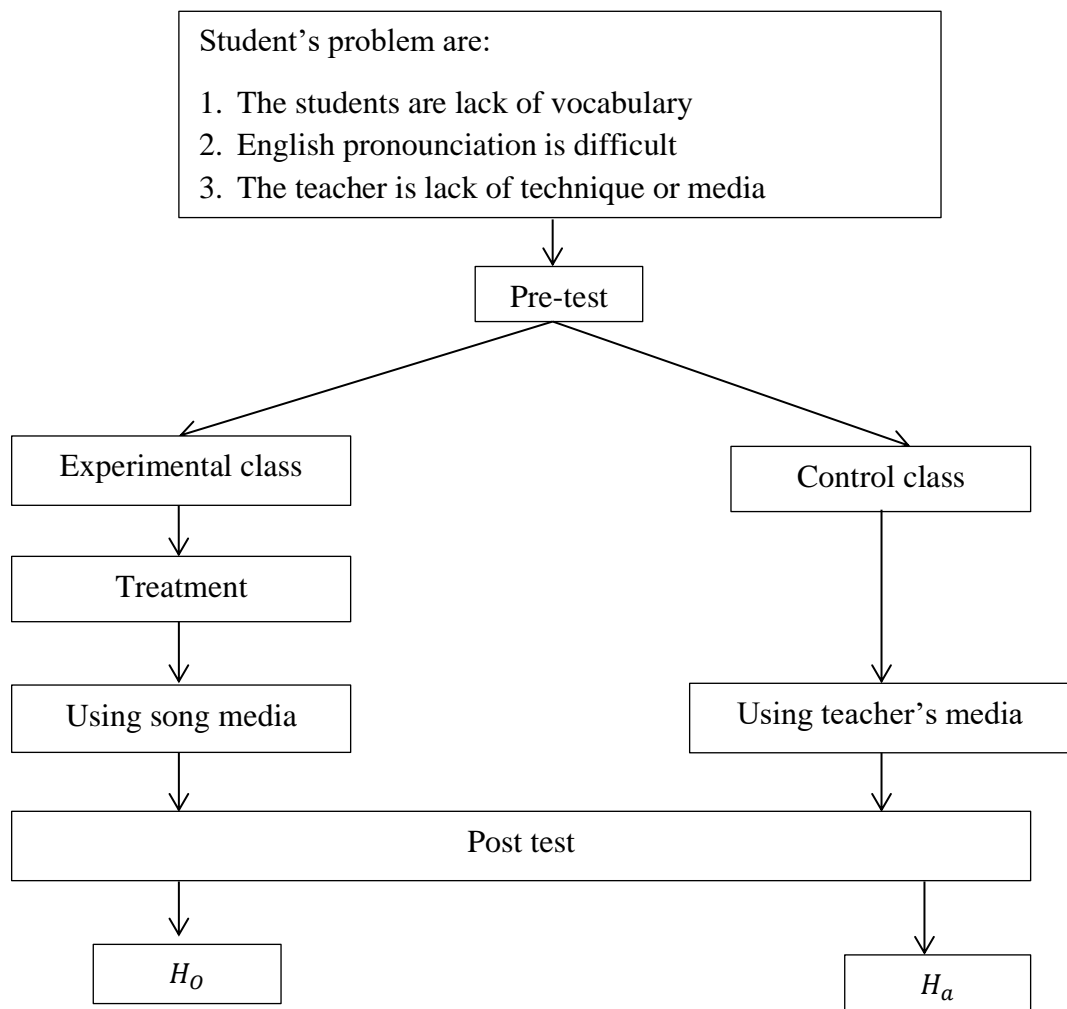 Student’s problem are:
1. The students are lack of vocabulary
2. English pronounciation is difficult
3. The teacher is lack of technique or media
Pre-test
Experimental class
Control class
Treatment
Using song media
Using teacher’s media
Post test
H_O
H_a